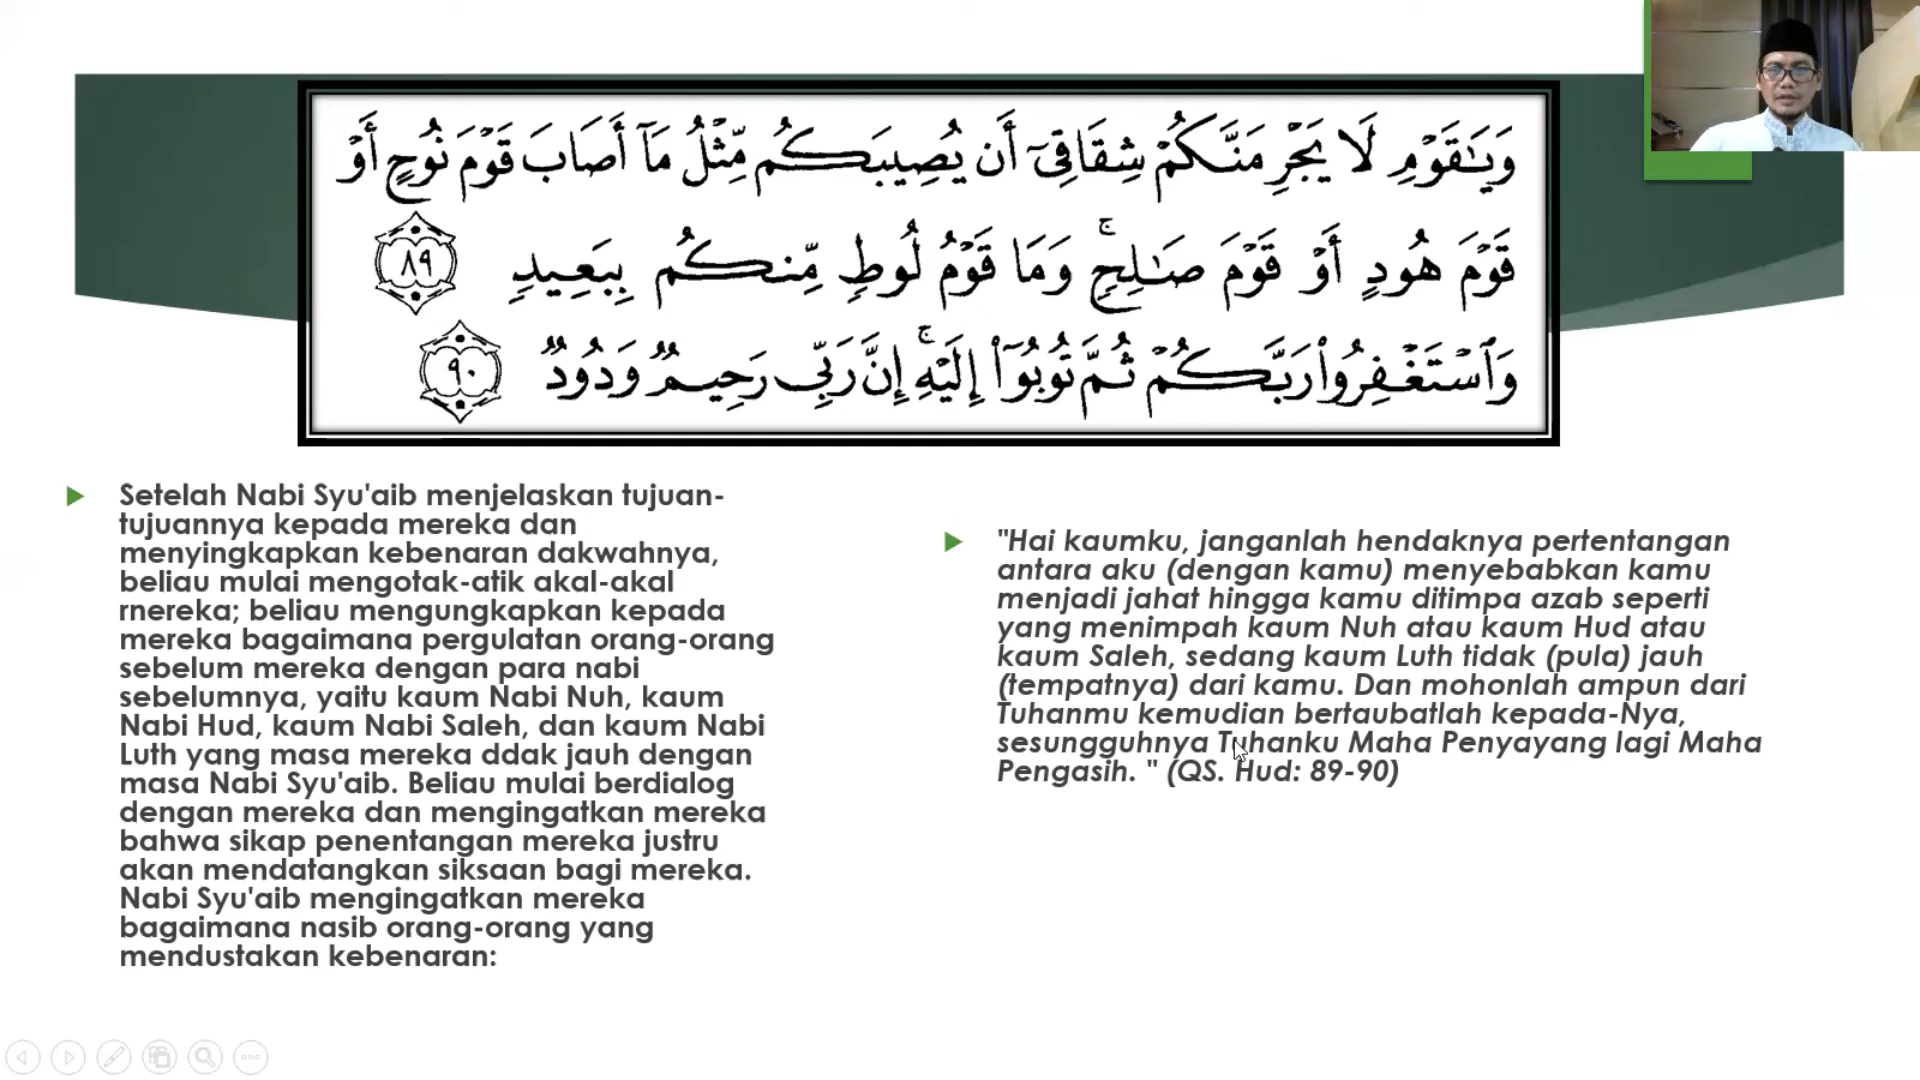 وَيَٰقَوْمِ لَا يَجْرِمَنَّكُمْ شِقَاقِىٓ أَن يُصِيبَكُم مِّثْلُ مَآ أَصَابَ قَوْمَ نُوحٍ أَوْ
قَوْمَ هُودٍ أَوْ قَوْمَ صَٰلِحٍ ۚ وَمَا قَوْمُ لُوطٍ مِّنكُم بِبَعِيدٍ ٨٩
وَٱسْتَغْفِرُوا۟ رَبَّكُمْ ثُمَّ تُوبُوٓا۟ إِلَيْهِ ۚ إِنَّ رَبِّى رَحِيمٌ وَدُودٌ ٩٠
Setelah Nabi Syu'aib menjelaskan tujuan-
tujuannya kepada mereka dan
menyingkapkan kebenaran dakwahnya,
beliau mulai mengotak-atik akal-akal
rnereka; beliau mengungkapkan kepada
mereka bagaimana pergulatan orang-orang
sebelum mereka dengan para nabi
sebelumnya, yaitu kaum Nabi Nuh, kaum
Nabi Hud, kaum Nabi Saleh, dan kaum Nabi
Luth yang masa mereka ddak jauh dengan
masa Nabi Syu'aib. Beliau mulai berdialog
dengan mereka dan mengingatkan mereka
bahwa sikap penentangan mereka justru
akan mendatangkan siksaan bagi mereka.
Nabi Syu'aib mengingatkan mereka
bagaimana nasib orang-orang yang
mendustakan kebenaran:
"Hai kaumku, janganlah hendaknya pertentangan
antara aku (dengan kamu) menyebabkan kamu
menjadi jahat hingga kamu ditimpa azab seperti
yang menimpah kaum Nuh atau kaum Hud atau
kaum Saleh, sedang kaum Luth tidak (pula) jauh
(tempatnya) dari kamu. Dan mohonlah ampun dari
Tuhanmu kemudian bertaubatlah kepada-Nya,
sesungguhnya Tuhanku Maha Penyayang lagi Maha
Pengasih. " (QS. Hud: 89-90)